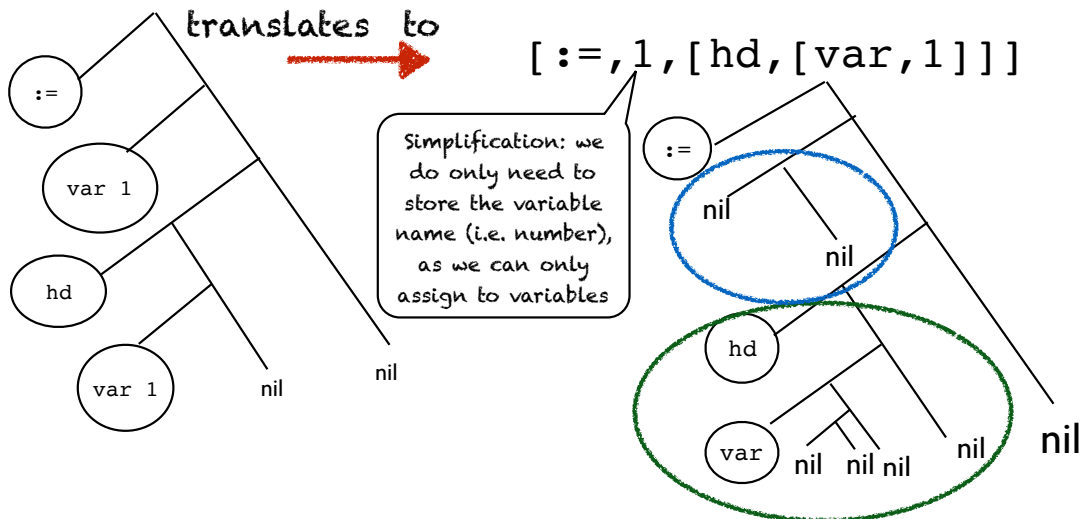 translates to
[:=,1,[hd,[var,1]]]
:=
var 1
hd
var 1
nil
nil
Simplification: we
do only need to
store the variable
name (i.e. number),
as we can only
assign to variables
:=
nil
nil
hd
var
nil nil nil
nil
nil